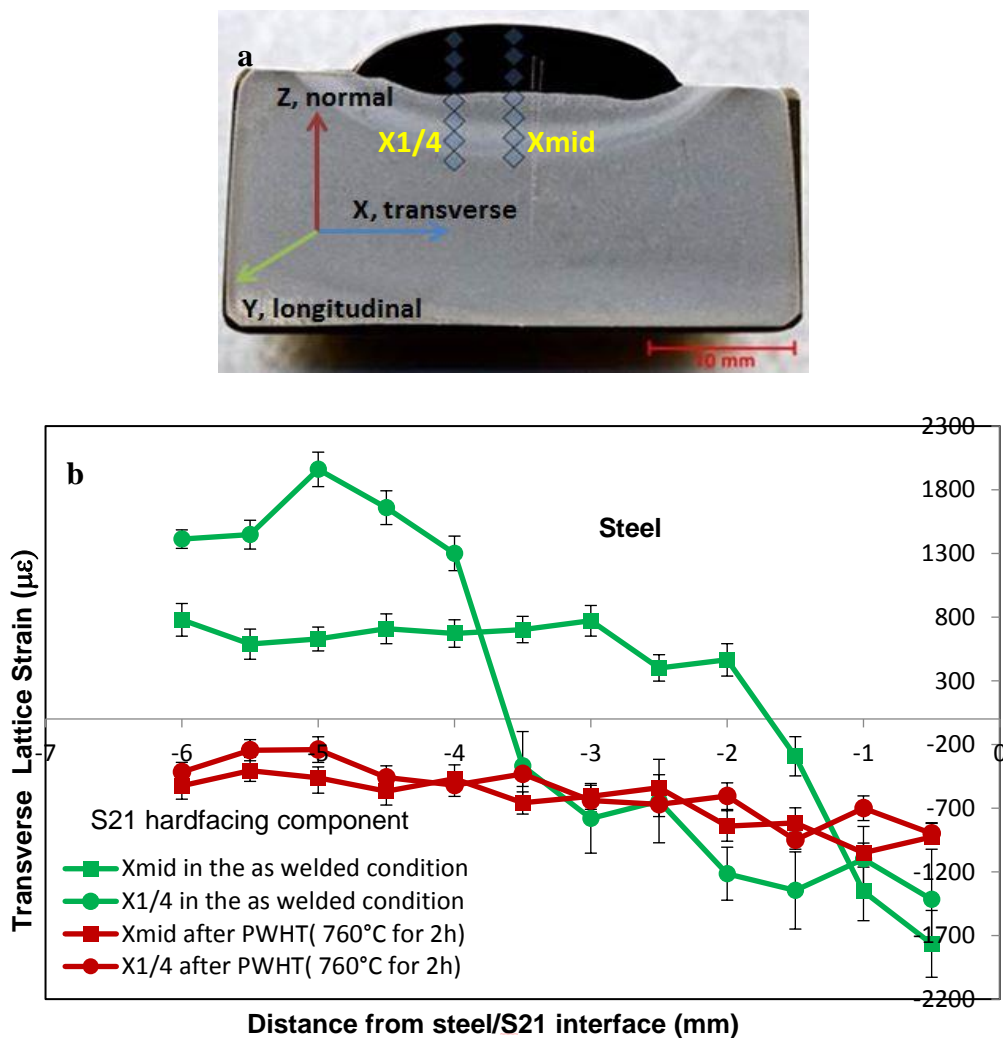 a
Z, normal
X1/4 Xmid
X, transverse
Y, longitudinal
10 mm
b
Steel
Transverse Lattice Strain (με)
2300
1800
1300
800
300
-200
-700
-1200
-1700
-2200
-7 -6 -5 -4 -3 -2 -1 0
S21 hardfacing component
Xmid in the as welded condition
X1/4 in the as welded condition
Xmid after PWHT( 760°C for 2h)
X1/4 after PWHT( 760°C for 2h)
Distance from steel/S21 interface (mm)